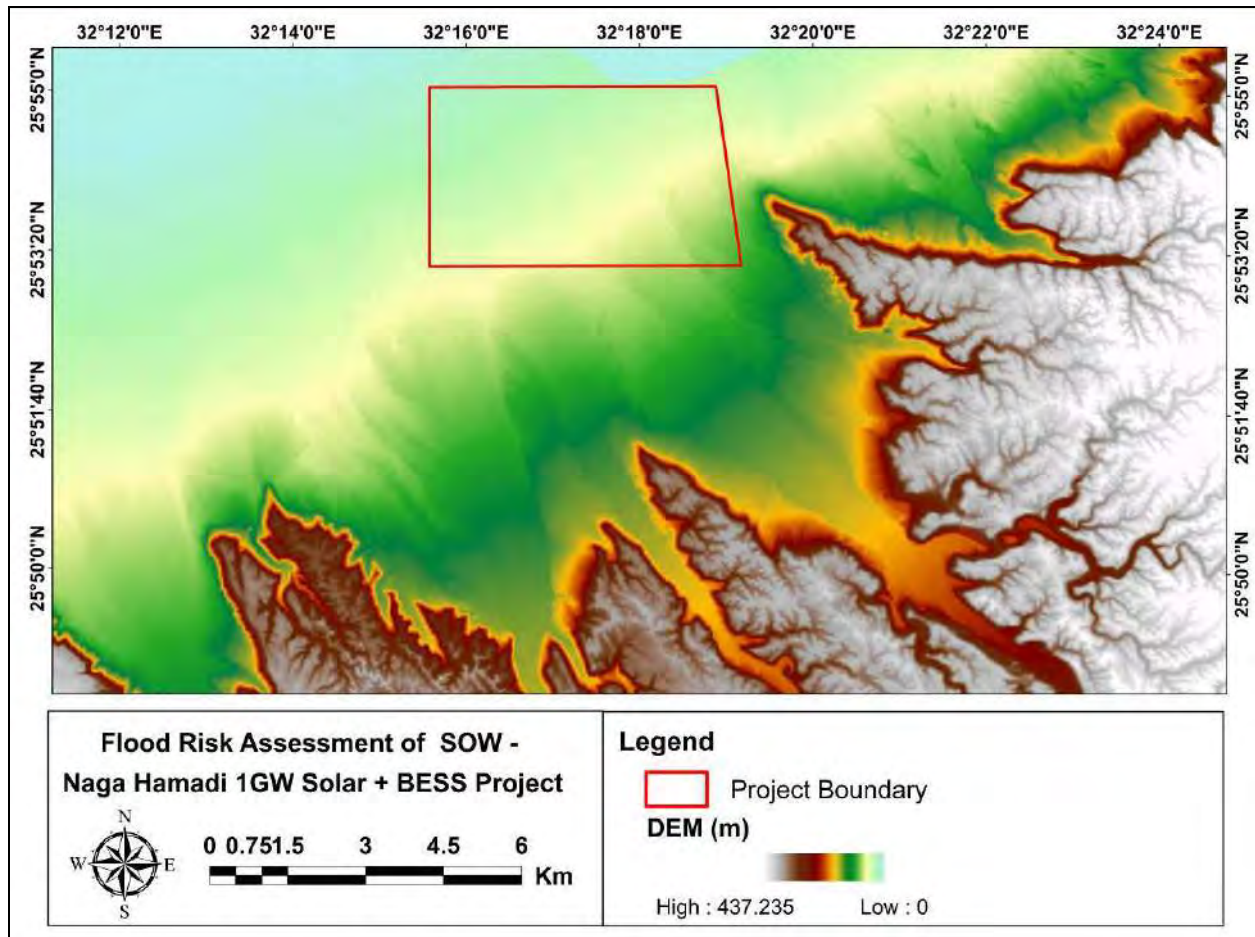 32°12'0"E 32°14'0"E 32°16'0"E 32°18'0"E 32°20'0"E 32°22'0"E 32°24'0"E
25°55'0"N 25°55'0"N
25°53'20"N 25°53'20"N
25°51'40"N 25°51'40"N
25°50'0"N 25°50'0"N
Flood Risk Assessment of SOW -
Naga Hamadi 1GW Solar + BESS Project
N
W E
S
0 0.75 1.5 3 4.5 6
Km
Legend
Project Boundary
DEM (m)
High : 437.235 Low : 0